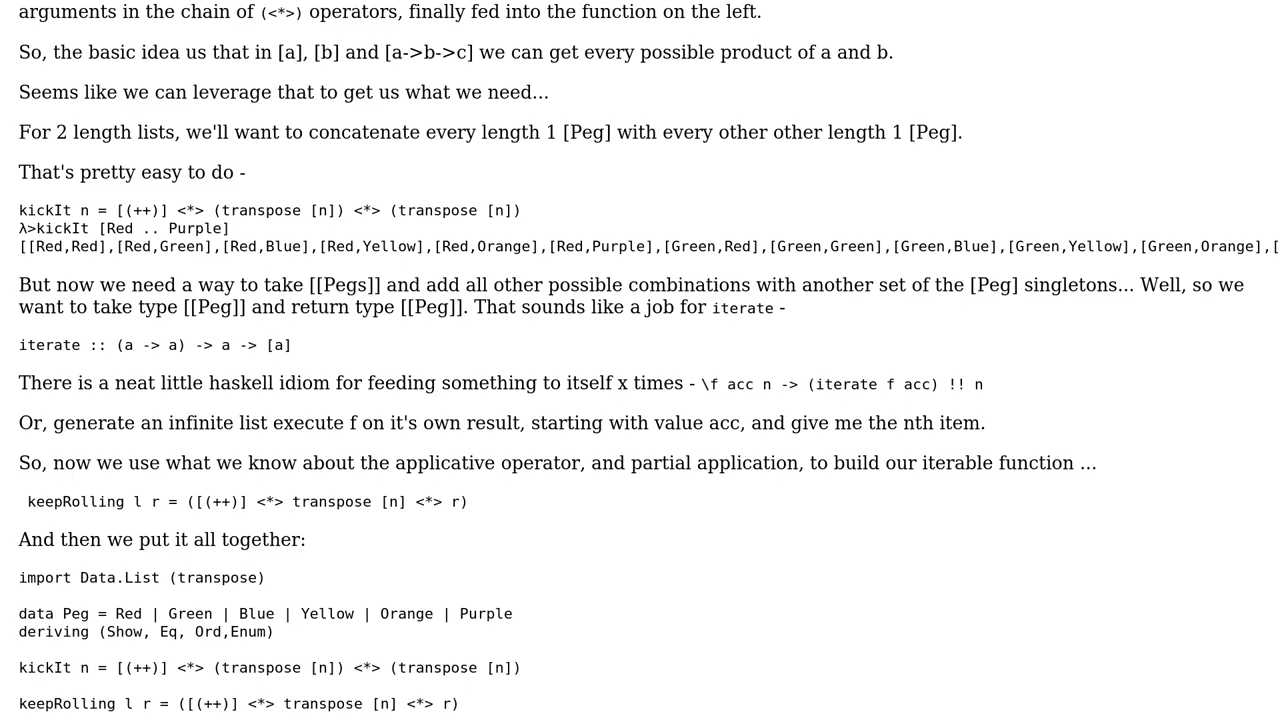 arguments in the chain of (<*>) operators, finally fed into the function on the left.
So, the basic idea us that in [a], [b] and [a->b->c] we can get every possible product of a and b.
Seems like we can leverage that to get us what we need...
For 2 length lists, we'll want to concatenate every length 1 [Peg] with every other other length 1 [Peg].
That's pretty easy to do -
kickIt n = [(++)] <*> (transpose [n]) <*> (transpose [n])
λ>kickIt [Red .. Purple]
[[Red,Red],[Red,Green],[Red,Blue],[Red,Yellow],[Red,Orange],[Red,Purple],[Green,Red],[Green,Green],[Green,Blue],[Green,Yellow],[Green,Orange],[
But now we need a way to take [[Pegs]] and add all other possible combinations with another set of the [Peg] singletons... Well, so we
want to take type [[Peg]] and return type [[Peg]]. That sounds like a job for iterate -
iterate :: (a -> a) -> a -> [a]
There is a neat little haskell idiom for feeding something to itself x times - \f acc n -> (iterate f acc) !! n
Or, generate an infinite list execute f on it's own result, starting with value acc, and give me the nth item.
So, now we use what we know about the applicative operator, and partial application, to build our iterable function ...
keepRolling l r = ([(++)] <*> transpose [n] <*> r)
And then we put it all together:
import Data.List (transpose)
data Peg = Red | Green | Blue | Yellow | Orange | Purple
deriving (Show, Eq, Ord,Enum)
kickIt n = [(++)] <*> (transpose [n]) <*> (transpose [n])
keepRolling l r = ([(++)] <*> transpose [n] <*> r)